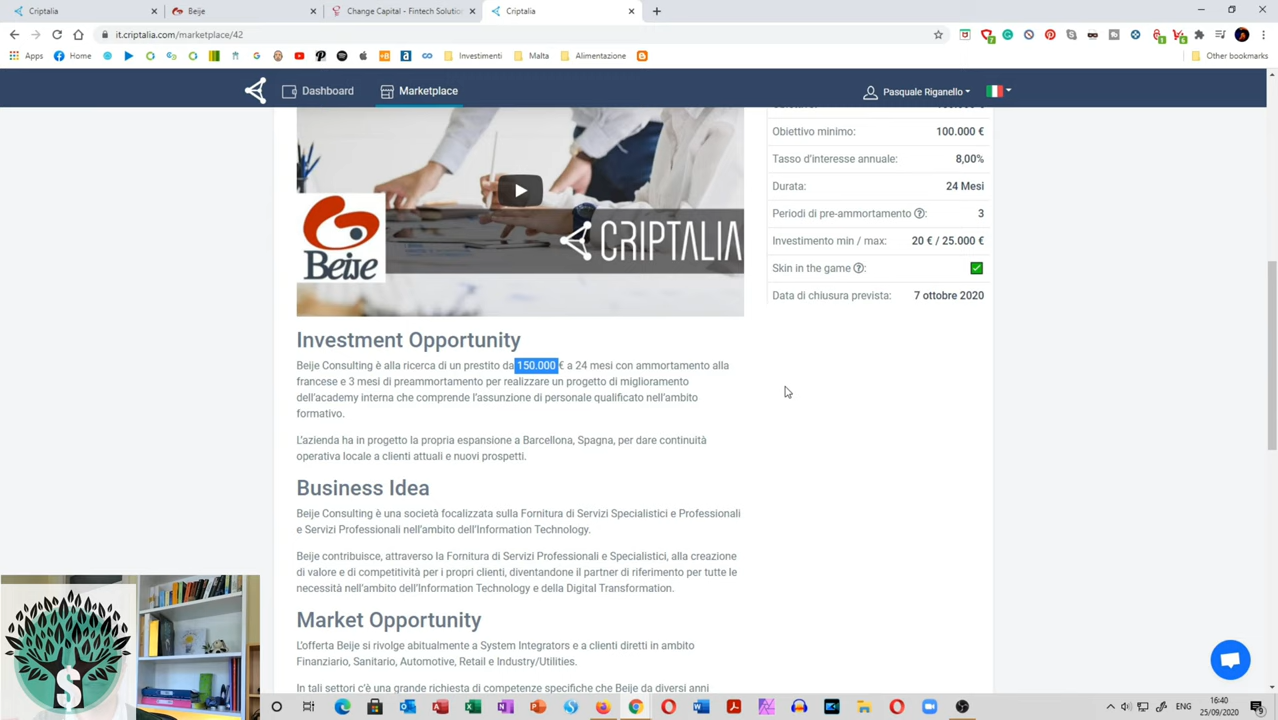 Criptalia
Beije
Change Capital - Fintech Solution
Criptalia
it.criptalia.com/marketplace/42
Apps
Home
Investimenti
Malta
Alimentazione
Other bookmarks
Dashboard
Marketplace
Pasquale Riganello
Obiettivo minimo: 100.000 €
Tasso d'interesse annuale: 8,00%
Durata: 24 Mesi
Periodi di pre-ammortamento : 3
Investimento min / max: 20 € / 25.000 €
Skin in the game :
Data di chiusura prevista: 7 ottobre 2020
Beije
CRIPTALIA
Investment Opportunity
Beije Consulting è alla ricerca di un prestito da 150.000 € a 24 mesi con ammortamento alla
francese e 3 mesi di preammortamento per realizzare un progetto di miglioramento
dell'academy interna che comprende l'assunzione di personale qualificato nell'ambito
formativo.
L'azienda ha in progetto la propria espansione a Barcellona, Spagna, per dare continuità
operativa locale a clienti attuali e nuovi prospetti.
Business Idea
Beije Consulting è una società focalizzata sulla Fornitura di Servizi Specialistici e Professionali
e Servizi Professionali nell'ambito dell'Information Technology.
Beije contribuisce, attraverso la Fornitura di Servizi Professionali e Specialistici, alla creazione
di valore e di competitività per i propri clienti, diventandone il partner di riferimento per tutte le
necessità nell'ambito dell'Information Technology e della Digital Transformation.
Market Opportunity
L'offerta Beije si rivolge abitualmente a System Integrators e a clienti diretti in ambito
Finanziario, Sanitario, Automotive, Retail e Industry/Utilities.
In tali settori c'è una grande richiesta di competenze specifiche che Beije da diversi anni
S
ENG
16:40
25/09/2020